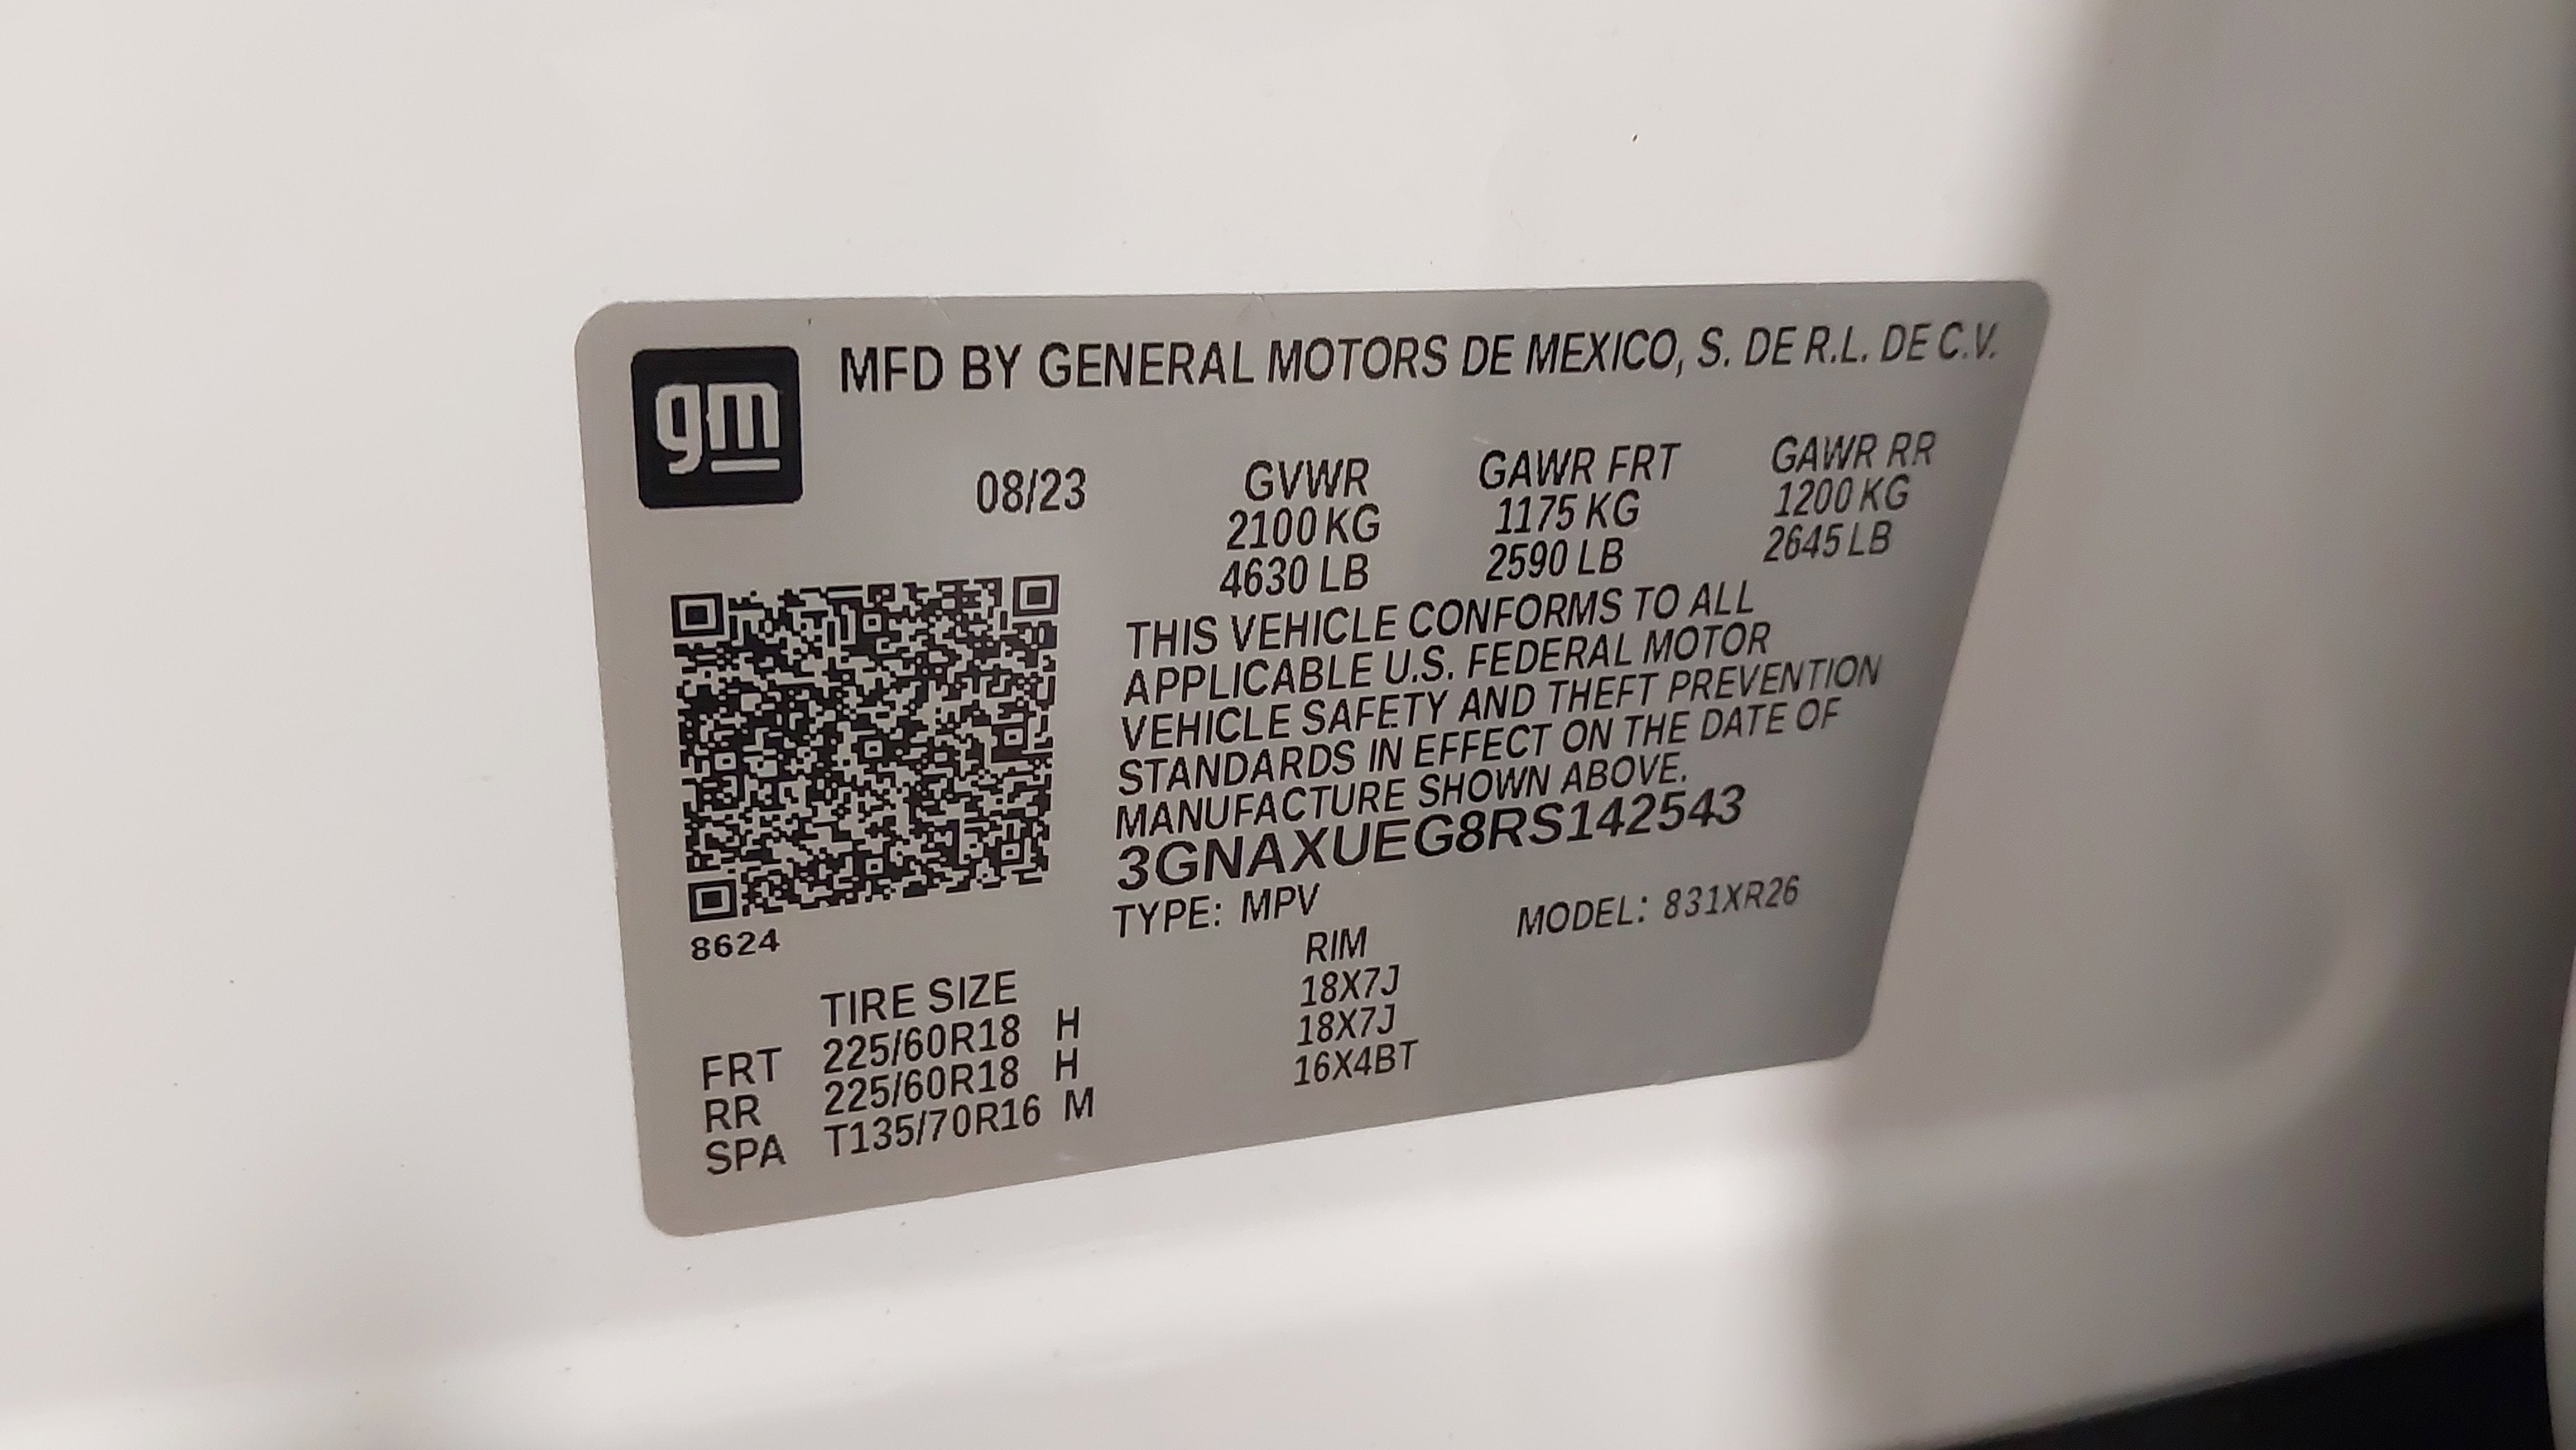 gm
MFD BY GENERAL MOTORS DE MEXICO, S. DE R.L. DE C.V.
08/23 GVWR GAWR FRT GAWR RR
2100 KG 1175 KG 1200 KG
4630 LB 2590 LB 2645 LB
THIS VEHICLE CONFORMS TO ALL
APPLICABLE U.S. FEDERAL MOTOR
VEHICLE SAFETY AND THEFT PREVENTION
STANDARDS IN EFFECT ON THE DATE OF
MANUFACTURE SHOWN ABOVE.
3GNAXUEG8RS142543
TYPE: MPV MODEL: 831XR26
8624
TIRE SIZE RIM
FRT 225/60R18 H 18X7J
RR 225/60R18 H 18X7J
SPA T135/70R16 M 16X4BT